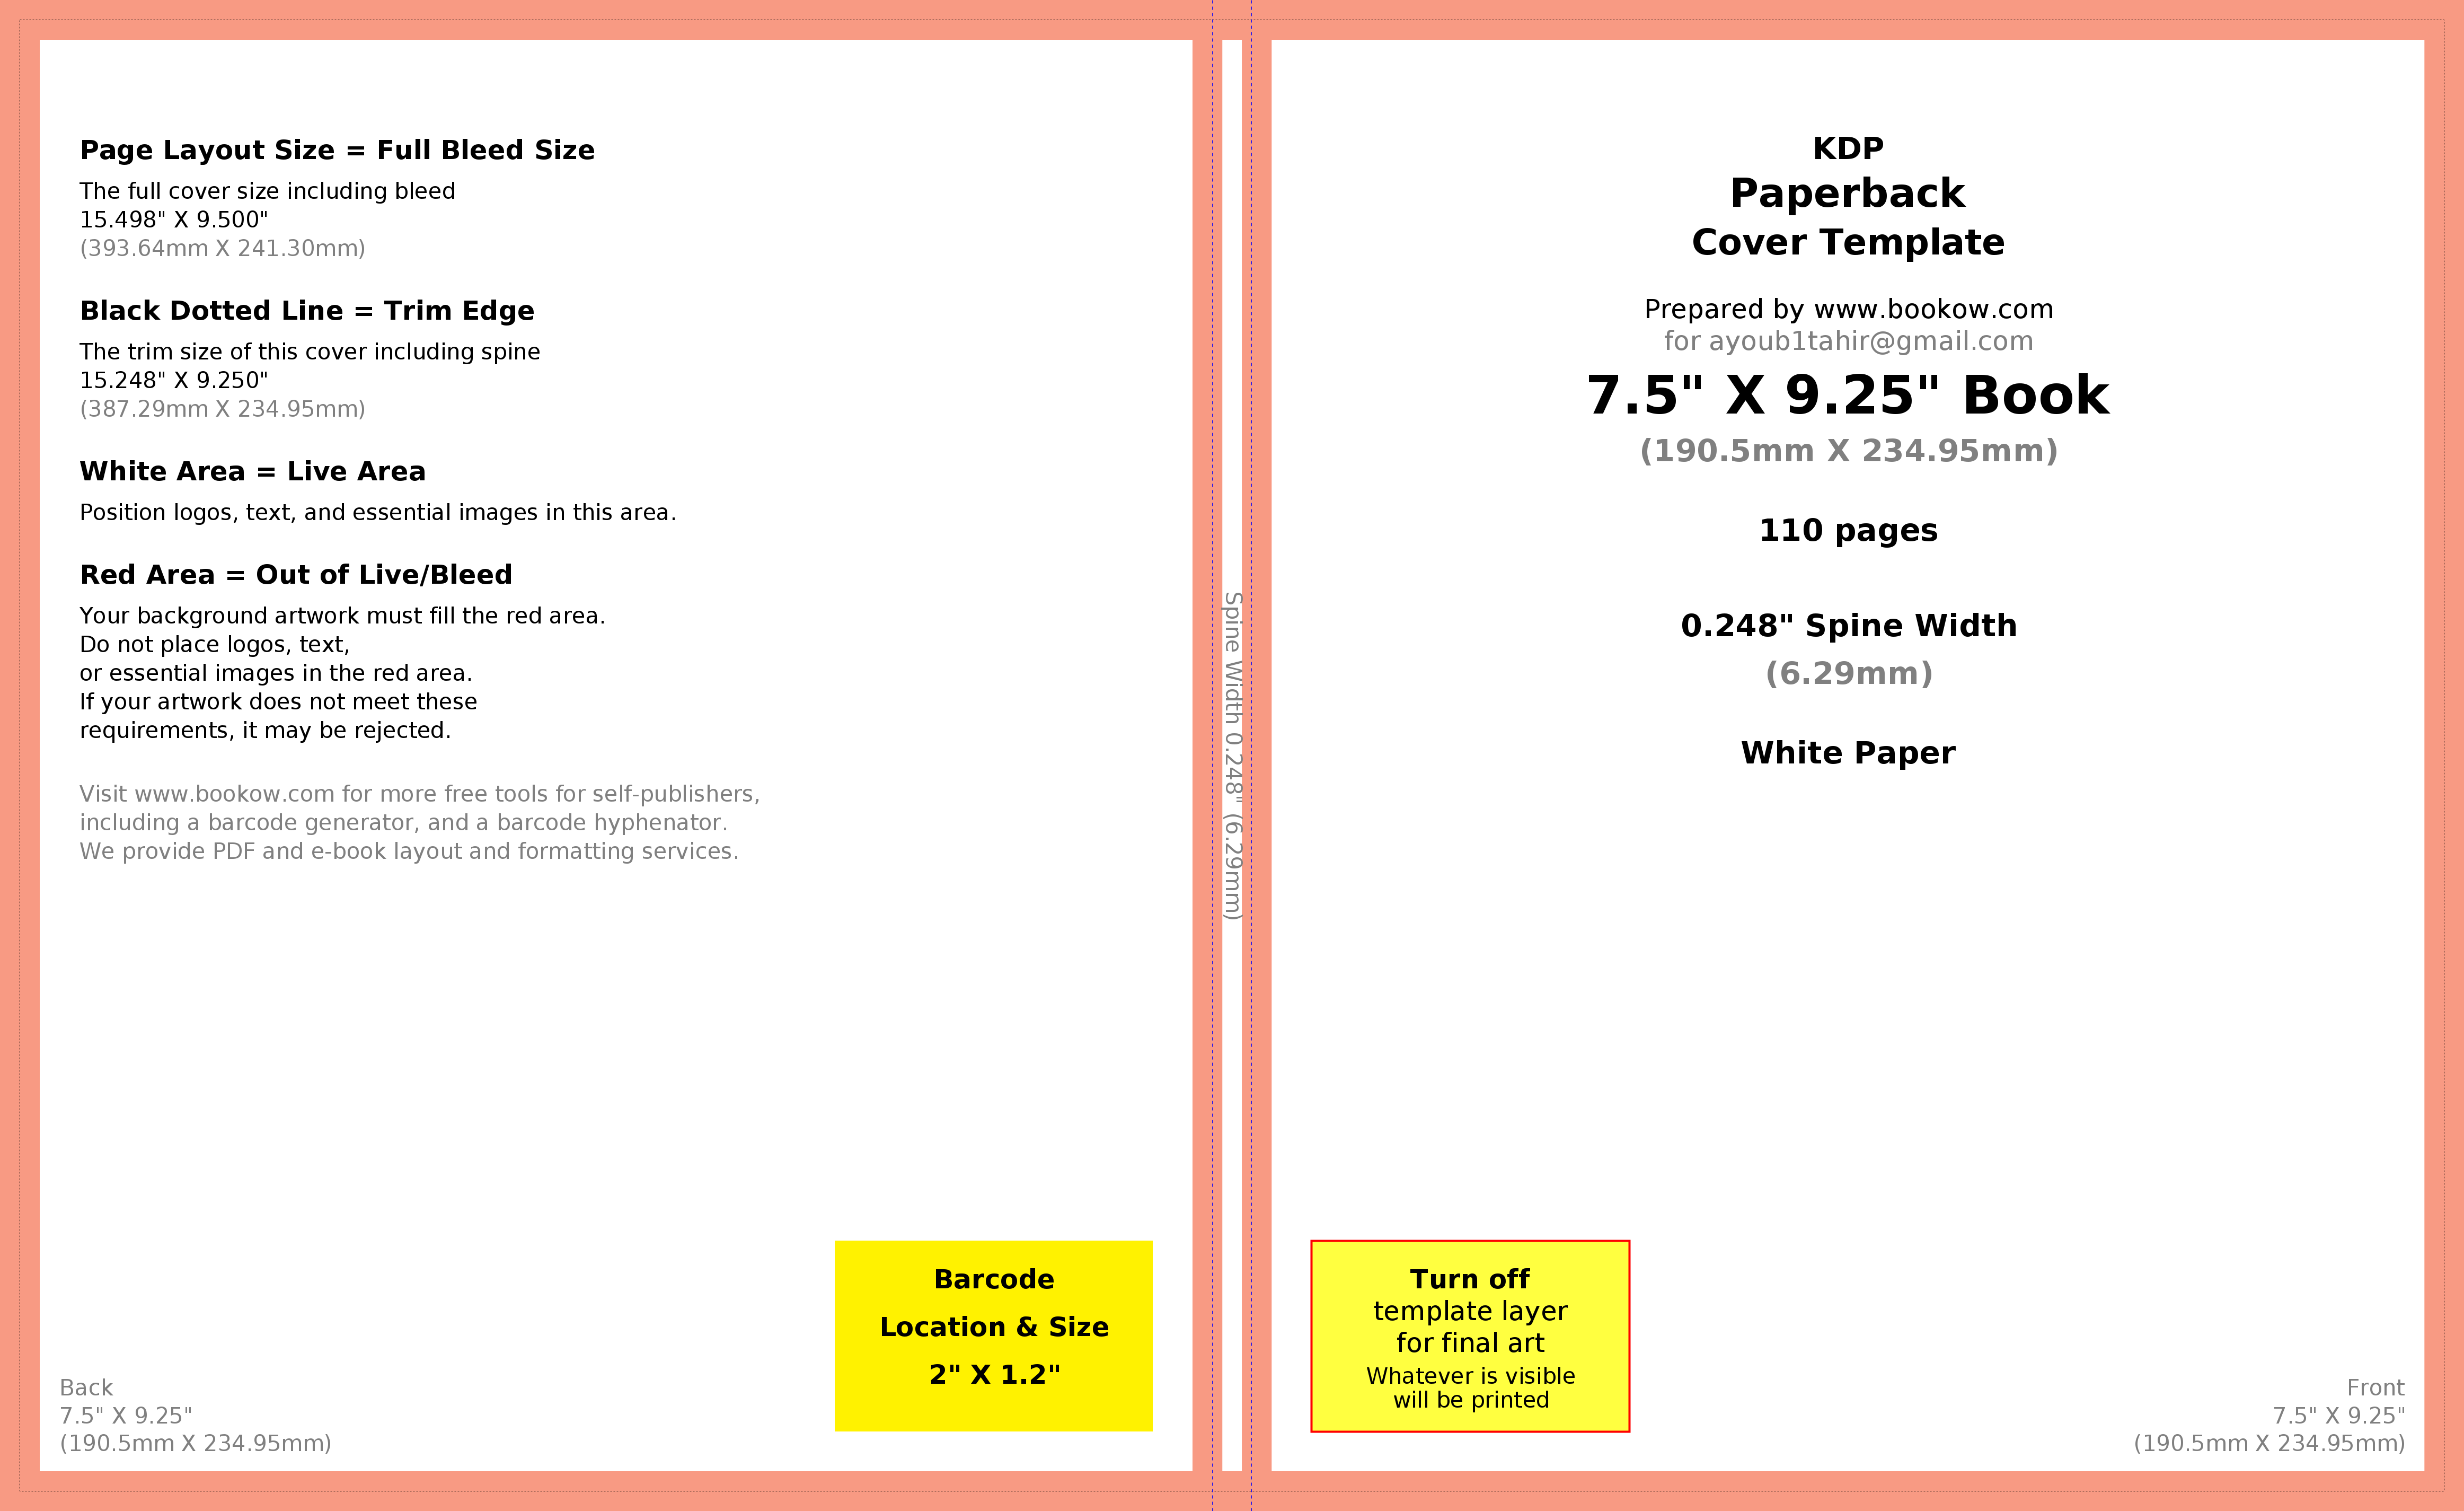 Page Layout Size = Full Bleed Size
The full cover size including bleed
15.498" X 9.500"
(393.64mm X 241.30mm)
Black Dotted Line = Trim Edge
The trim size of this cover including spine
15.248" X 9.250"
(387.29mm X 234.95mm)
White Area = Live Area
Position logos, text, and essential images in this area.
Red Area = Out of Live/Bleed
Your background artwork must fill the red area.
Do not place logos, text,
or essential images in the red area.
If your artwork does not meet these
requirements, it may be rejected.
Visit www.bookow.com for more free tools for self-publishers,
including a barcode generator, and a barcode hyphenator.
We provide PDF and e-book layout and formatting services.
Barcode
Location & Size
2" X 1.2"
Back
7.5" X 9.25"
(190.5mm X 234.95mm)
Spine Width 0.248" (6.29mm)
KDP
Paperback
Cover Template
Prepared by www.bookow.com
for ayoub1tahir@gmail.com
7.5" X 9.25" Book
(190.5mm X 234.95mm)
110 pages
0.248" Spine Width
(6.29mm)
White Paper
Turn off
template layer
for final art
Whatever is visible
will be printed
Front
7.5" X 9.25"
(190.5mm X 234.95mm)